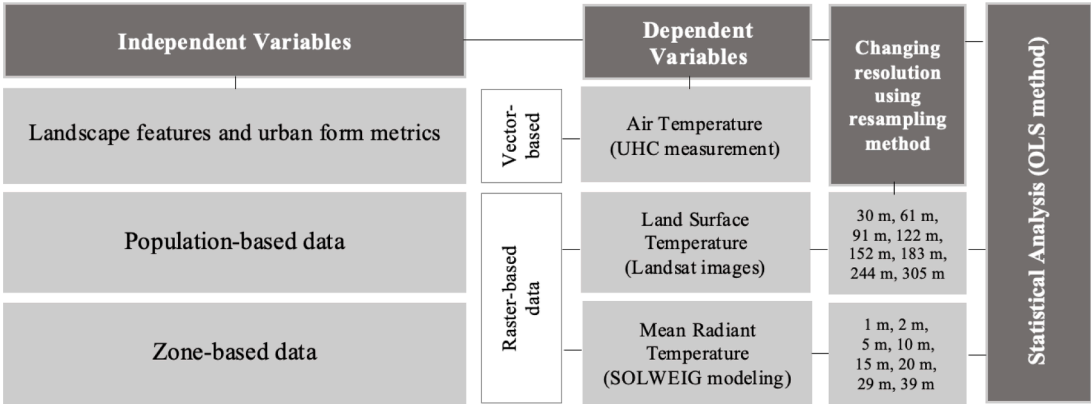 Independent Variables
Dependent
Variables
Changing
resolution
using
resampling
method
Statistical Analysis (OLS method)
Landscape features and urban form metrics
Vector-
based
Air Temperature
(UHC measurement)
Population-based data
Raster-based
data
Land Surface
Temperature
(Landsat images)
30 m, 61 m,
91 m, 122 m,
152 m, 183 m,
244 m, 305 m
Zone-based data
Mean Radiant
Temperature
(SOLWEIG modeling)
1 m, 2 m,
5 m, 10 m,
15 m, 20 m,
29 m, 39 m